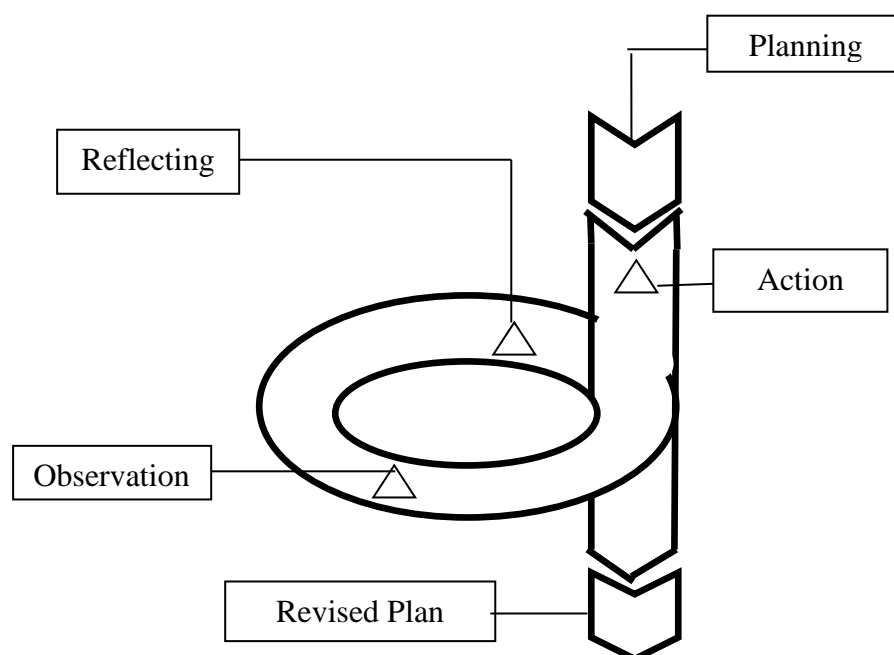 Planning
Reflecting
Action
Observation
Revised Plan